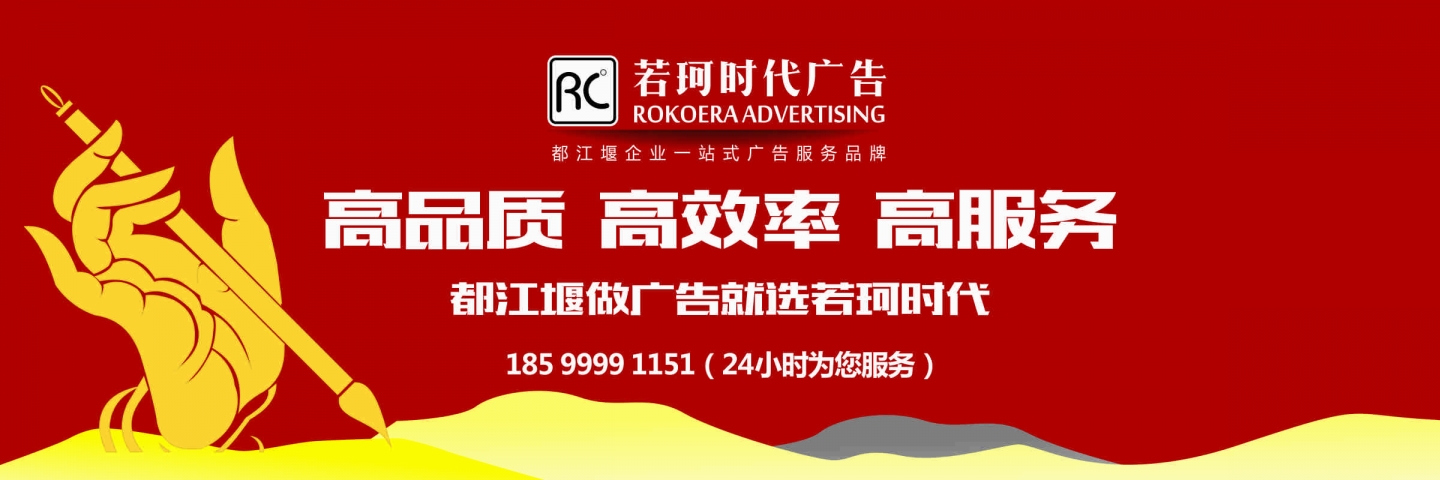 RC
若珂时代广告
ROKOERA ADVERTISING
都江堰企业一站式广告服务品牌
高品质 高效率 高服务
都江堰做广告就选若珂时代
185 9999 1151（24小时为您服务）